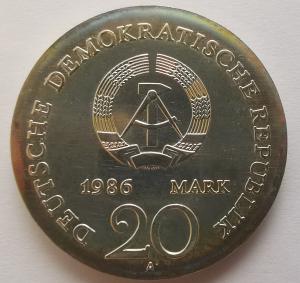 DEUTSCHE DEMOKRATISCHE REPUBLIK
1986 MARK
20
A